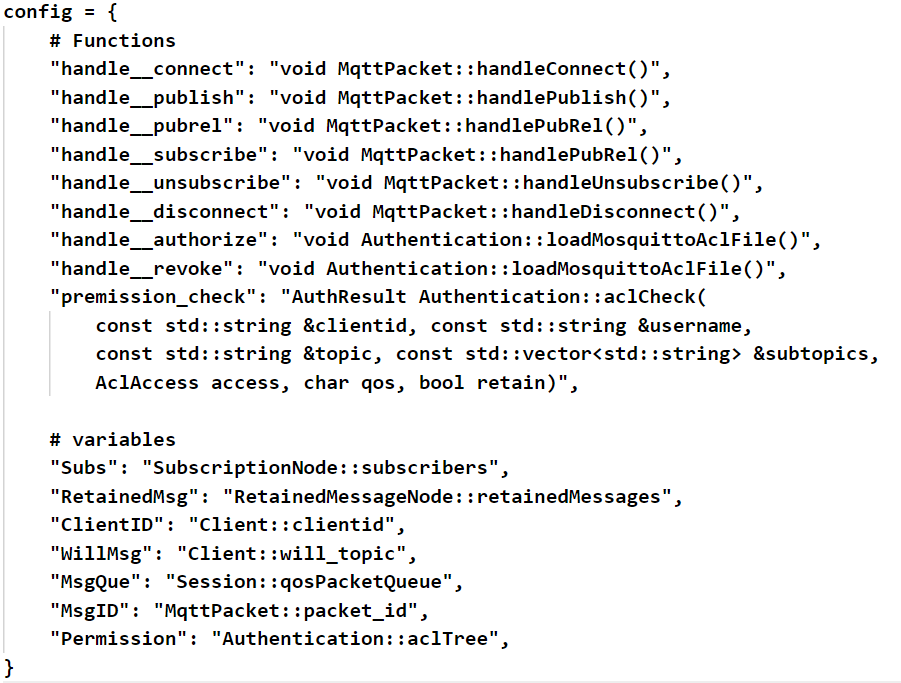 config = {
    # Functions
    "handle__connect": "void MqttPacket::handleConnect()",
    "handle__publish": "void MqttPacket::handlePublish()",
    "handle__pubrel": "void MqttPacket::handlePubRel()",
    "handle__subscribe": "void MqttPacket::handlePubRel()",
    "handle__unsubscribe": "void MqttPacket::handleUnsubscribe()",
    "handle__disconnect": "void MqttPacket::handleDisconnect()",
    "handle__authorize": "void Authentication::loadMosquittoAclFile()",
    "handle__revoke": "void Authentication::loadMosquittoAclFile()",
    "premission_check": "AuthResult Authentication::aclCheck(
        const std::string &clientid, const std::string &username,
        const std::string &topic, const std::vector<std::string> &subtopics,
        AclAccess access, char qos, bool retain)",

    # variables
    "Subs": "SubscriptionNode::subscribers",
    "RetainedMsg": "RetainedMessageNode::retainedMessages",
    "ClientID": "Client::clientid",
    "WillMsg": "Client::will_topic",
    "MsgQue": "Session::qosPacketQueue",
    "MsgID": "MqttPacket::packet_id",
    "Permission": "Authentication::aclTree",
}